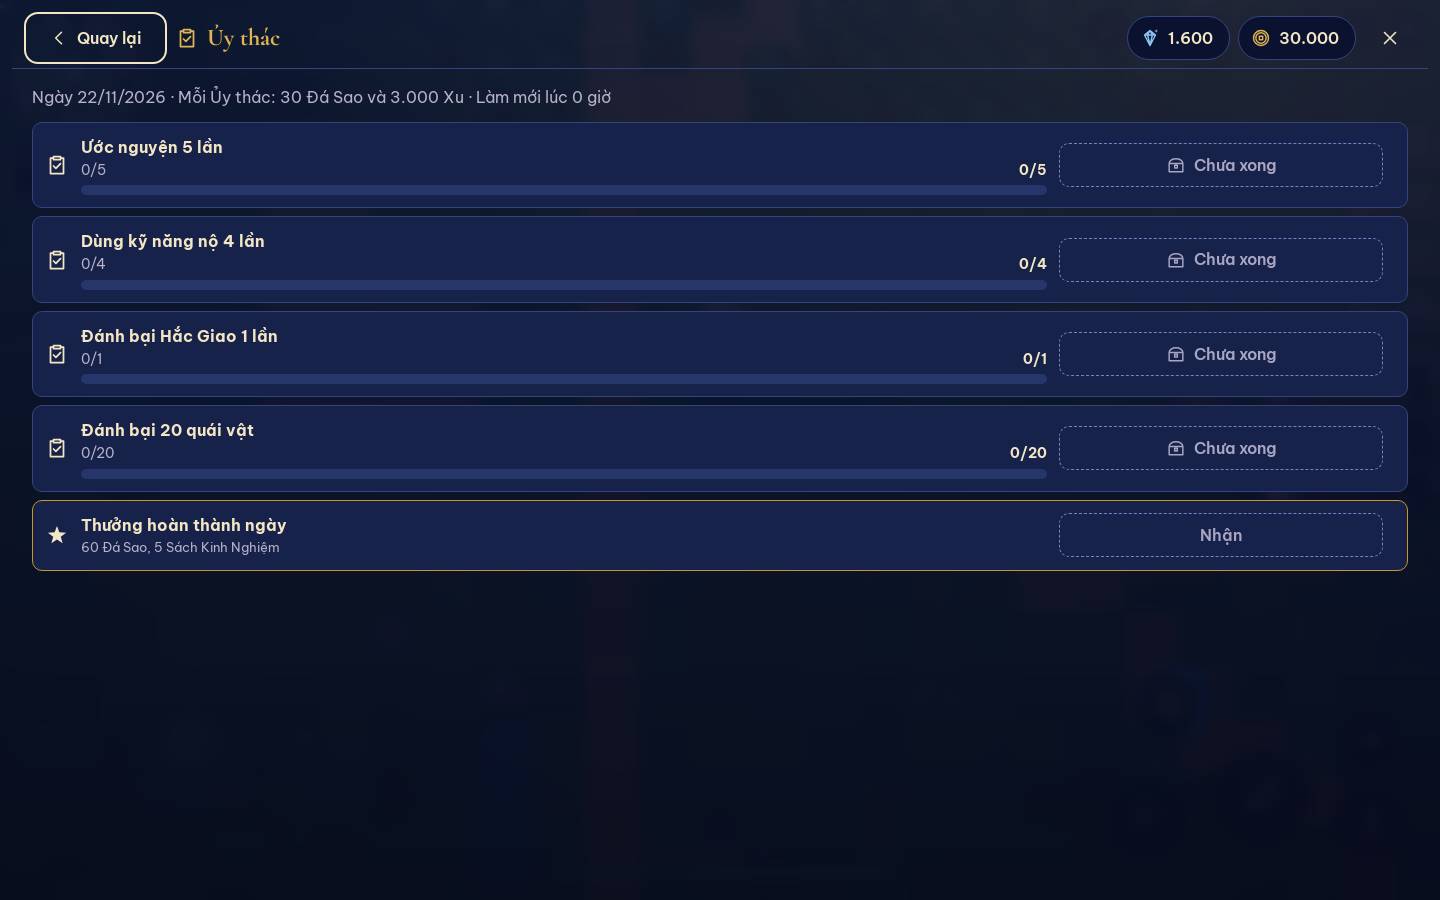 Quay lại
Ủy thác
1.600
30.000
Ngày 22/11/2026 · Mỗi Ủy thác: 30 Đá Sao và 3.000 Xu · Làm mới lúc 0 giờ
Ước nguyện 5 lần
0/5
0/5
Chưa xong
Dùng kỹ năng nộ 4 lần
0/4
0/4
Chưa xong
Đánh bại Hắc Giao 1 lần
0/1
0/1
Chưa xong
Đánh bại 20 quái vật
0/20
0/20
Chưa xong
Thưởng hoàn thành ngày
60 Đá Sao, 5 Sách Kinh Nghiệm
Nhận